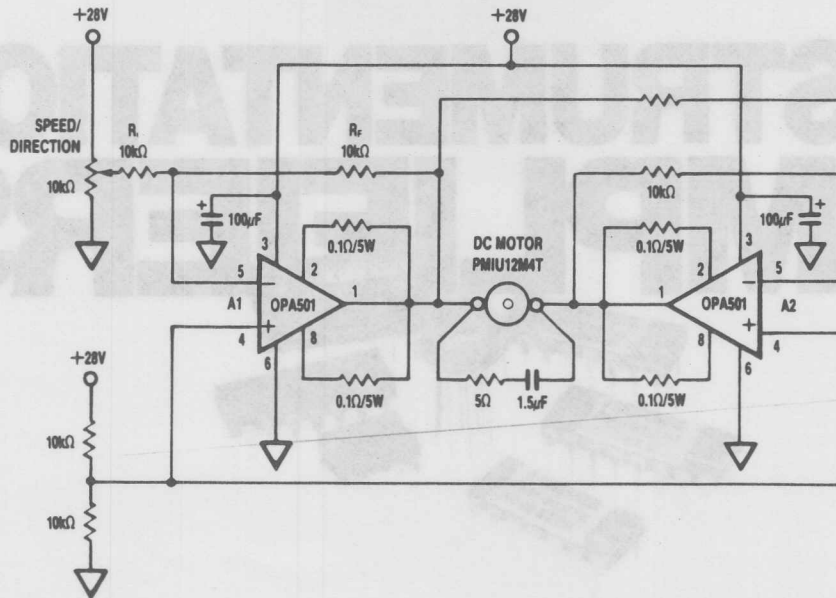 +28V
+28V
SPEED/
DIRECTION
10kΩ
R,
10kΩ
RF
10kΩ
10kΩ
+
100µF
3
0.1Ω/5W
2
5
A1
OPA501
1
4
8
6
0.1Ω/5W
DC MOTOR
PMIU12M4T
5Ω
1.5µF
0.1Ω/5W
+
100µF
3
2
5
1
OPA501
A2
+
4
8
6
0.1Ω/5W
+28V
10kΩ
10kΩ